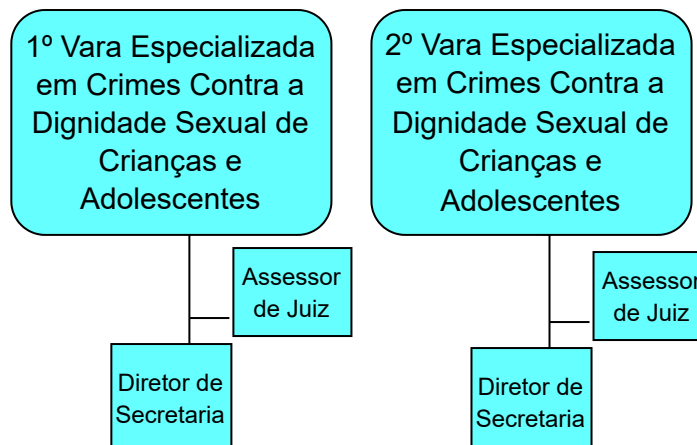 1º Vara Especializada
em Crimes Contra a
Dignidade Sexual de
Crianças e
Adolescentes
Assessor
de Juiz
Diretor de
Secretaria
2º Vara Especializada
em Crimes Contra a
Dignidade Sexual de
Crianças e
Adolescentes
Assessor
de Juiz
Diretor de
Secretaria